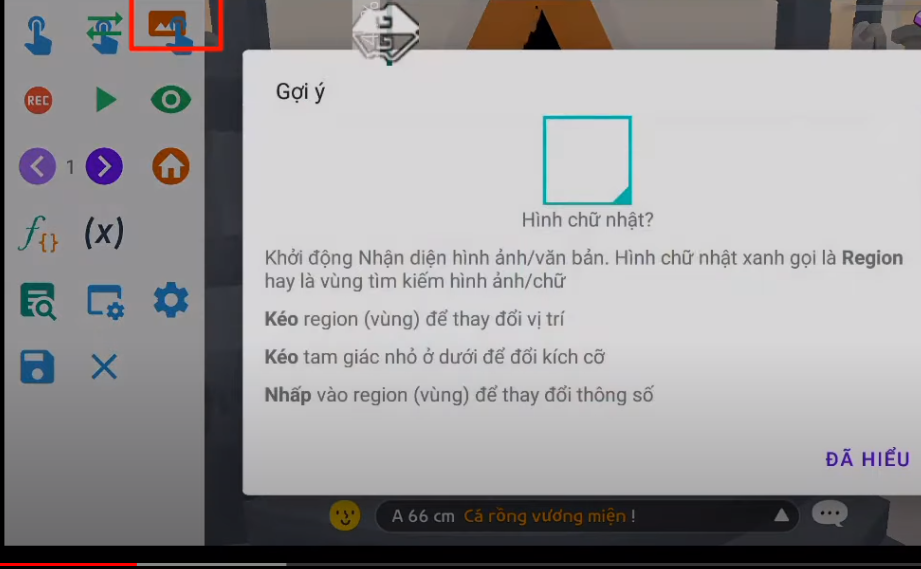 REC
1
f{}
(x)
Gợi ý
Hình chữ nhật?
Khởi động Nhận diện hình ảnh/văn bản. Hình chữ nhật xanh gọi là Region
hay là vùng tìm kiếm hình ảnh/chữ
Kéo region (vùng) để thay đổi vị trí
Kéo tam giác nhỏ ở dưới để đổi kích cỡ
Nhấp vào region (vùng) để thay đổi thông số
ĐÃ HIỂU
A 66 cm Cá rồng vương miện !